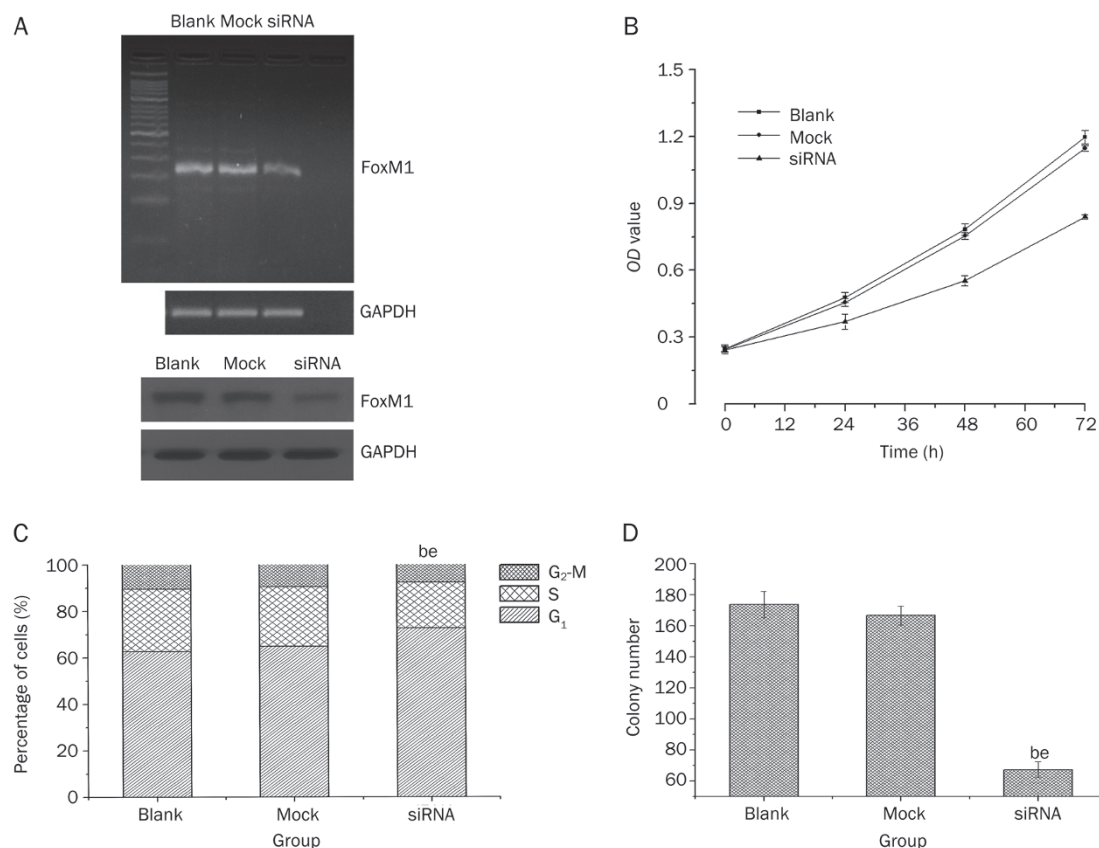 A
Blank Mock siRNA
FoxM1
GAPDH
Blank Mock siRNA
FoxM1
GAPDH
B
1.5
1.2
0.9
0.6
0.3
0
OD value
Blank
Mock
siRNA
0 12 24 36 48 60 72
Time (h)
C
100
80
60
40
20
0
Percentage of cells (%)
be
G₂-M
S
G₁
Blank Mock siRNA
Group
D
200
180
160
140
120
100
180
160
80
60
Colony number
be
Blank Mock siRNA
Group